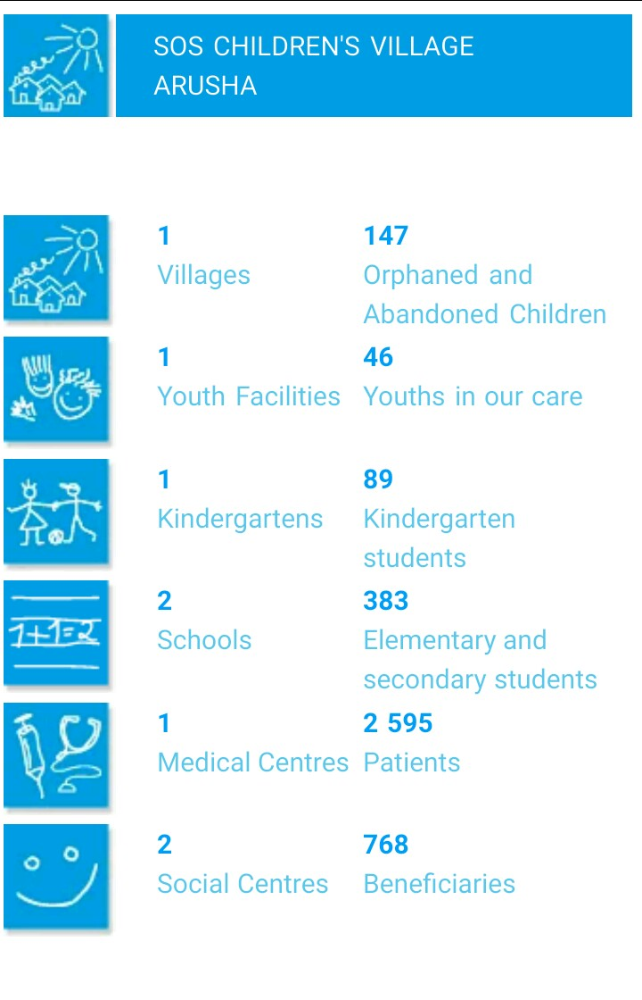 SOS CHILDREN'S VILLAGE
ARUSHA
1
147
Villages
Orphaned and
Abandoned Children
1
46
Youth Facilities
Youths in our care
1
89
Kindergartens
Kindergarten
students
1+1=2
2
383
Schools
Elementary and
secondary students
1
2 595
Medical Centres
Patients
2
768
Social Centres
Beneficiaries